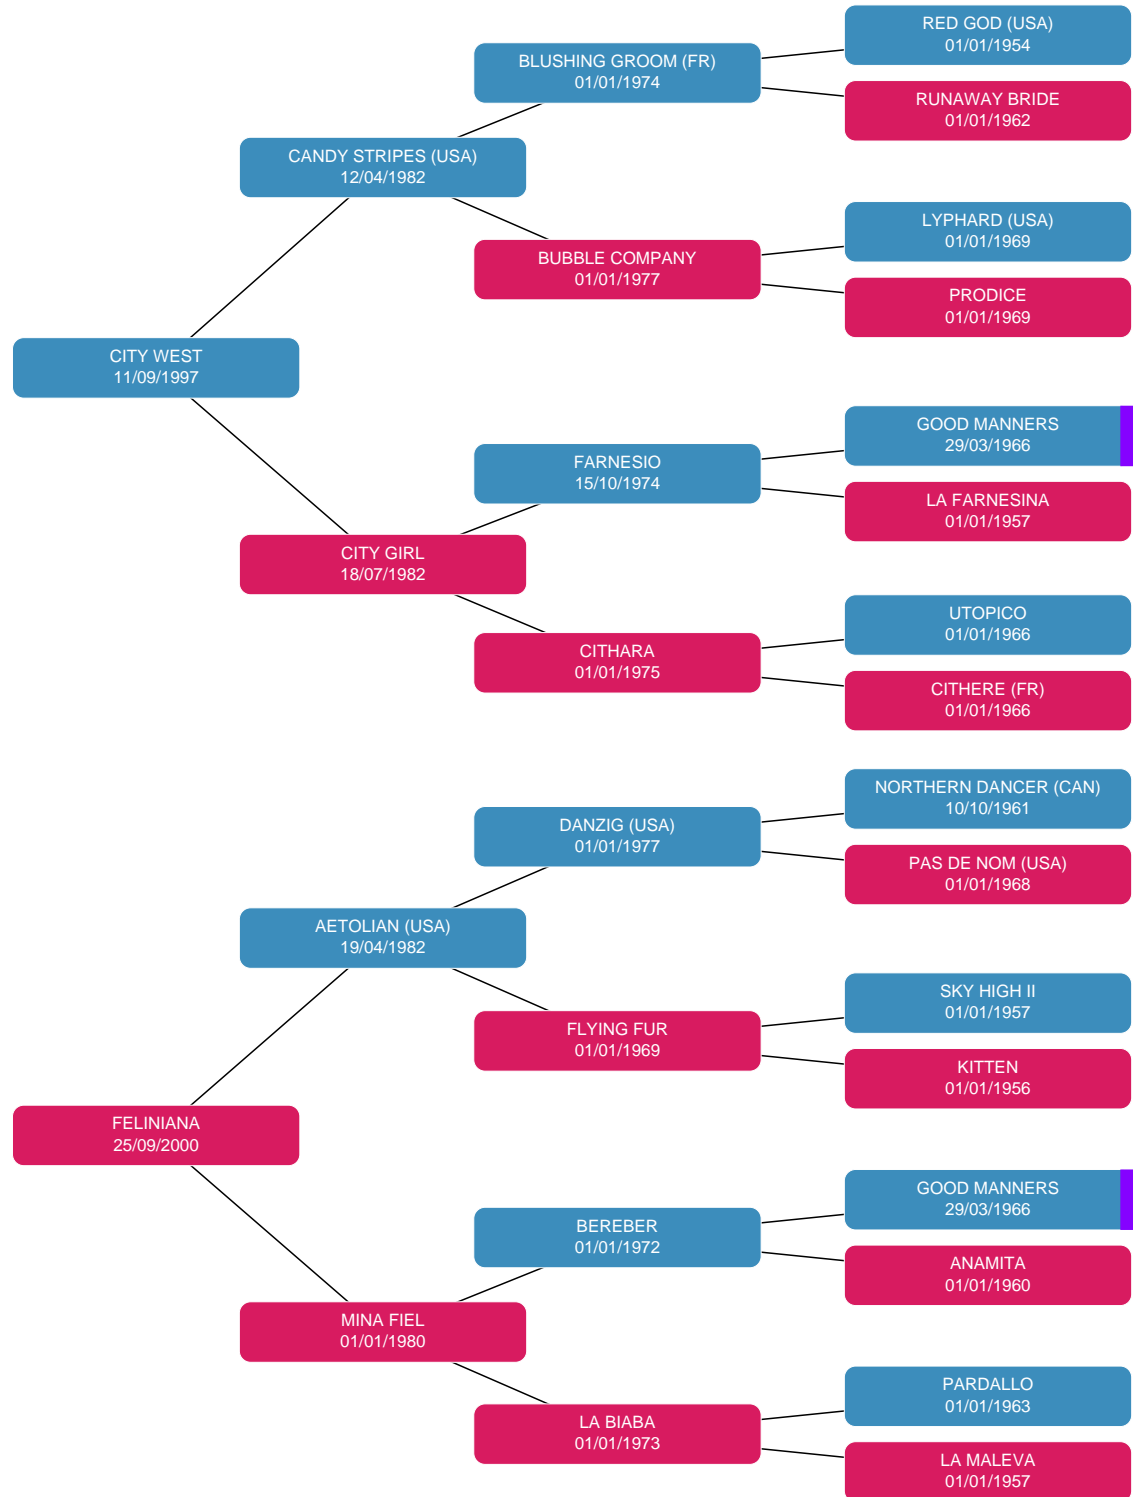 RED GOD (USA)
01/01/1954
BLUSHING GROOM (FR)
01/01/1974
RUNAWAY BRIDE
01/01/1962
CANDY STRIPES (USA)
12/04/1982
LYPHARD (USA)
01/01/1969
BUBBLE COMPANY
01/01/1977
PRODICE
01/01/1969
CITY WEST
11/09/1997
GOOD MANNERS
29/03/1966
FARNESIO
15/10/1974
LA FARNESINA
01/01/1957
CITY GIRL
18/07/1982
UTOPICO
01/01/1966
CITHARA
01/01/1975
CITHERE (FR)
01/01/1966
NORTHERN DANCER (CAN)
10/10/1961
DANZIG (USA)
01/01/1977
PAS DE NOM (USA)
01/01/1968
AETOLIAN (USA)
19/04/1982
SKY HIGH II
01/01/1957
FLYING FUR
01/01/1969
KITTEN
01/01/1956
FELINIANA
25/09/2000
GOOD MANNERS
29/03/1966
BEREBER
01/01/1972
ANAMITA
01/01/1960
MINA FIEL
01/01/1980
PARDALLO
01/01/1963
LA BIABA
01/01/1973
LA MALEVA
01/01/1957